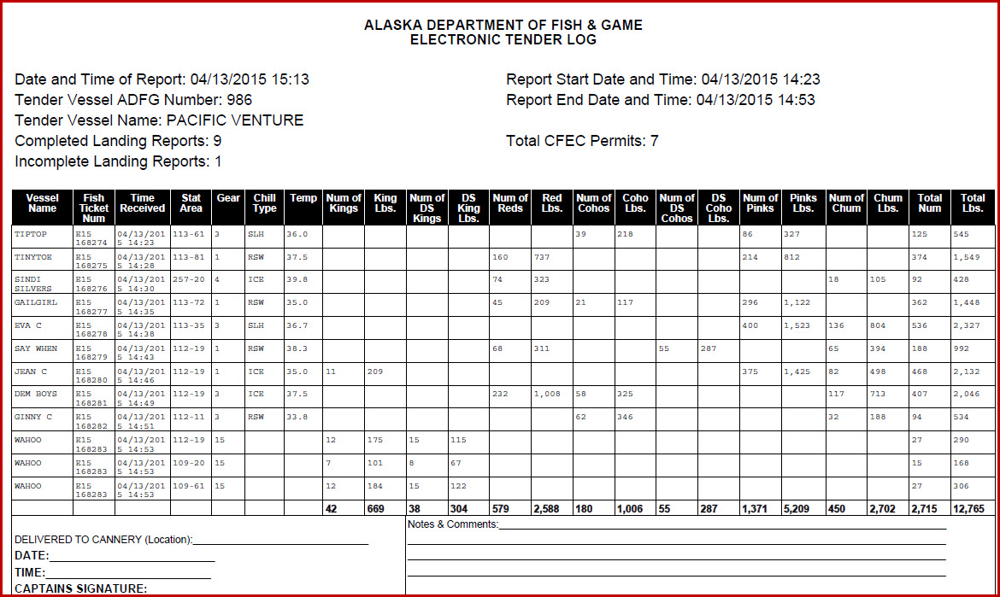 ALASKA DEPARTMENT OF FISH & GAME
ELECTRONIC TENDER LOG
Date and Time of Report: 04/13/2015 15:13 Report Start Date and Time: 04/13/2015 14:23
Tender Vessel ADFG Number: 986 Report End Date and Time: 04/13/2015 14:53
Tender Vessel Name: PACIFIC VENTURE
Completed Landing Reports: 9 Total CFEC Permits: 7
Incomplete Landing Reports: 1
Vessel Name Fish Ticket Num Time Received Stat Area Gear Chill Type Temp Num of Kings King Lbs. Num of DS Kings DS King Lbs. Num of Reds Red Lbs. Num of Cohos Coho Lbs. Num of DS Cohos DS Coho Lbs. Num of Pinks Pinks Lbs. Num of Chum Chum Lbs. Total Num Total Lbs.
TIPTOP E15 168274 04/13/2015 14:23 113-61 3 SLH 36.0 39 218 86 327 125 545
TINYTOE E15 168275 04/13/2015 14:28 113-81 1 RSW 37.5 160 737 214 812 374 1,549
SINDI SILVERS E15 168276 04/13/2015 14:30 257-20 4 ICE 39.8 74 323 18 105 92 428
GAILGIRL E15 168277 04/13/2015 14:35 113-72 1 RSW 35.0 45 209 21 117 296 1,122 362 1,448
EVA C E15 168278 04/13/2015 14:38 113-35 3 SLH 36.7 400 1,523 136 804 536 2,327
SAY WHEN E15 168279 04/13/2015 14:43 112-19 1 RSW 38.3 68 311 55 287 65 394 188 992
JEAN C E15 168280 04/13/2015 14:46 112-19 1 ICE 35.0 11 209 375 1,425 82 498 468 2,132
DEM BOYS E15 168281 04/13/2015 14:49 112-19 3 ICE 37.5 232 1,008 58 325 117 713 407 2,046
GINNY C E15 168282 04/13/2015 14:51 112-11 3 RSW 33.8 62 346 32 188 94 534
WAHOO E15 168283 04/13/2015 14:53 112-19 15 12 175 15 115 27 290
WAHOO E15 168283 04/13/2015 14:53 109-20 15 7 101 8 67 15 168
WAHOO E15 168283 04/13/2015 14:53 109-61 15 12 184 15 122 27 306
42 669 38 304 579 2,588 180 1,006 55 287 1,371 5,209 450 2,702 2,715 12,765
Notes & Comments:
DELIVERED TO CANNERY (Location):
DATE:
TIME:
CAPTAINS SIGNATURE: